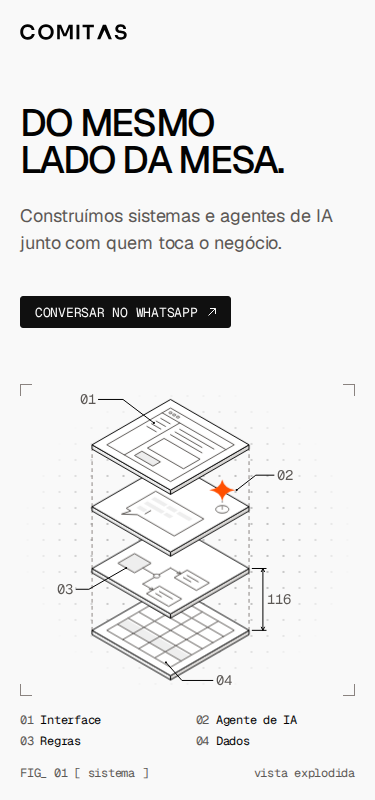 COMITAS
DO MESMO
LADO DA MESA.
Construímos sistemas e agentes de IA
junto com quem toca o negócio.
CONVERSAR NO WHATSAPP ↗
01
02
03
116
04
01 Interface
02 Agente de IA
03 Regras
04 Dados
FIG_ 01 [ sistema ]
vista explodida